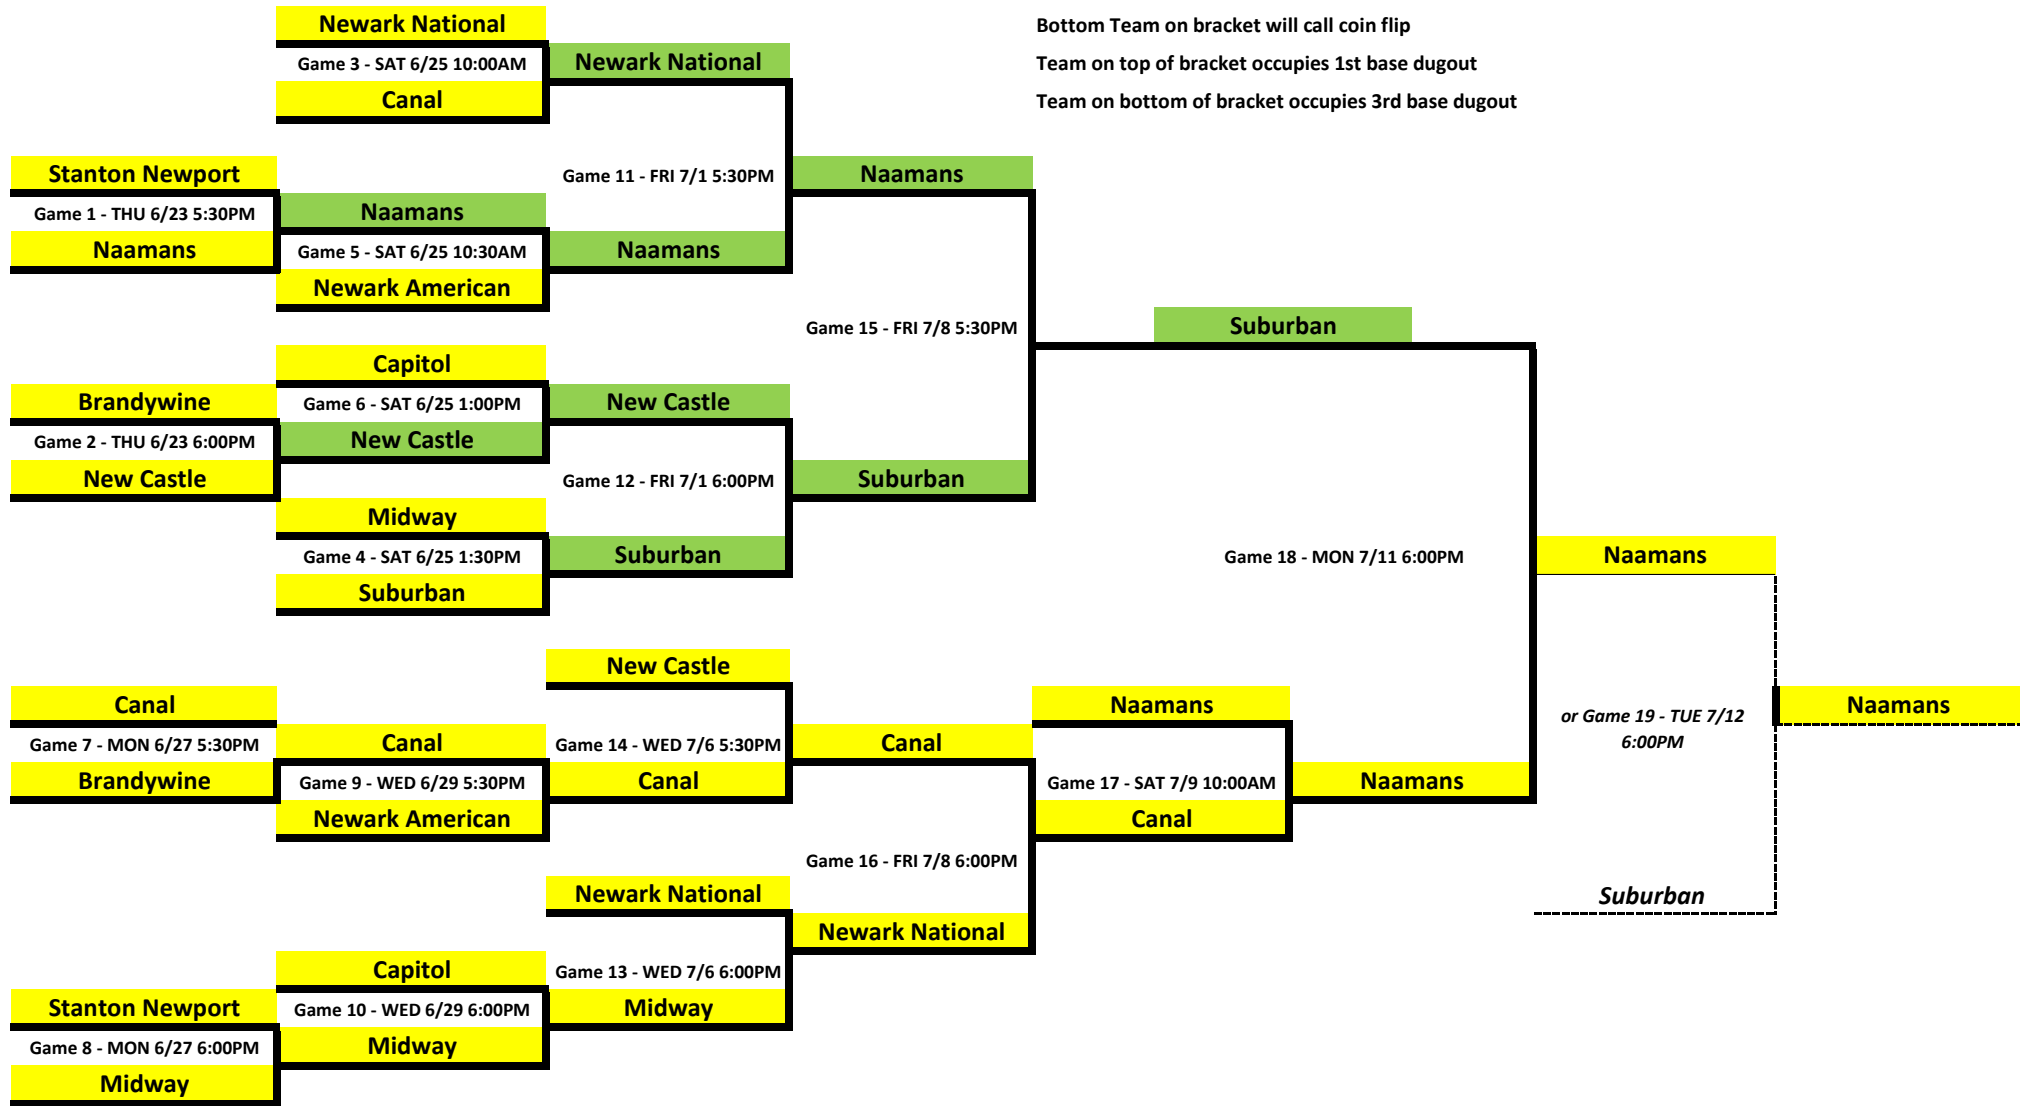 Newark National
Bottom Team on bracket will call coin flip
Game 3 - SAT 6/25 10:00AM
Newark National
Team on top of bracket occupies 1st base dugout
Canal
Team on bottom of bracket occupies 3rd base dugout
Stanton Newport
Game 11 - FRI 7/1 5:30PM
Naamans
Game 1 - THU 6/23 5:30PM
Naamans
Naamans
Game 5 - SAT 6/25 10:30AM
Naamans
Newark American
Game 15 - FRI 7/8 5:30PM
Suburban
Capitol
Brandywine
Game 6 - SAT 6/25 1:00PM
New Castle
Game 2 - THU 6/23 6:00PM
New Castle
New Castle
Game 12 - FRI 7/1 6:00PM
Suburban
Midway
Game 4 - SAT 6/25 1:30PM
Suburban
Game 18 - MON 7/11 6:00PM
Naamans
Suburban
New Castle
Canal
Naamans
Naamans
Game 7 - MON 6/27 5:30PM
Canal
Game 14 - WED 7/6 5:30PM
Canal
or Game 19 - TUE 7/12
6:00PM
Brandywine
Game 9 - WED 6/29 5:30PM
Canal
Game 17 - SAT 7/9 10:00AM
Naamans
Newark American
Canal
Game 16 - FRI 7/8 6:00PM
Newark National
Suburban
Newark National
Capitol
Game 13 - WED 7/6 6:00PM
Stanton Newport
Game 10 - WED 6/29 6:00PM
Midway
Game 8 - MON 6/27 6:00PM
Midway
Midway